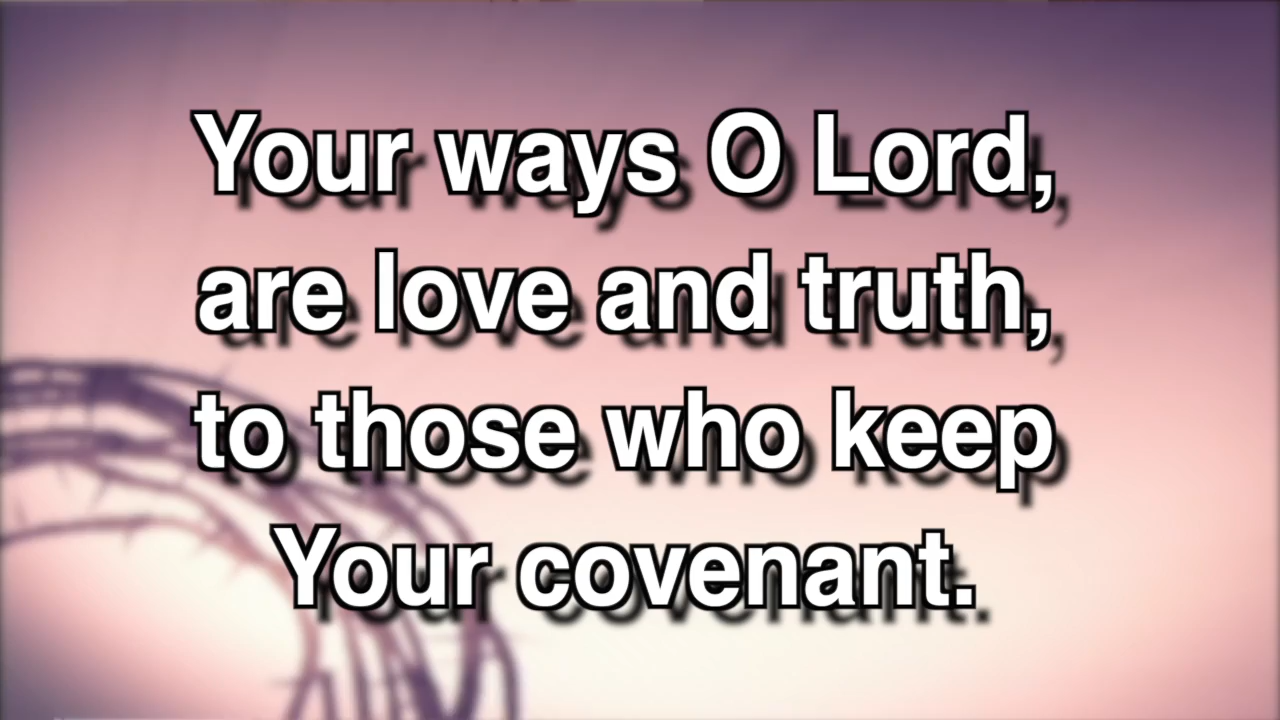 Your ways O Lord,
are love and truth,
to those who keep
Your covenant.